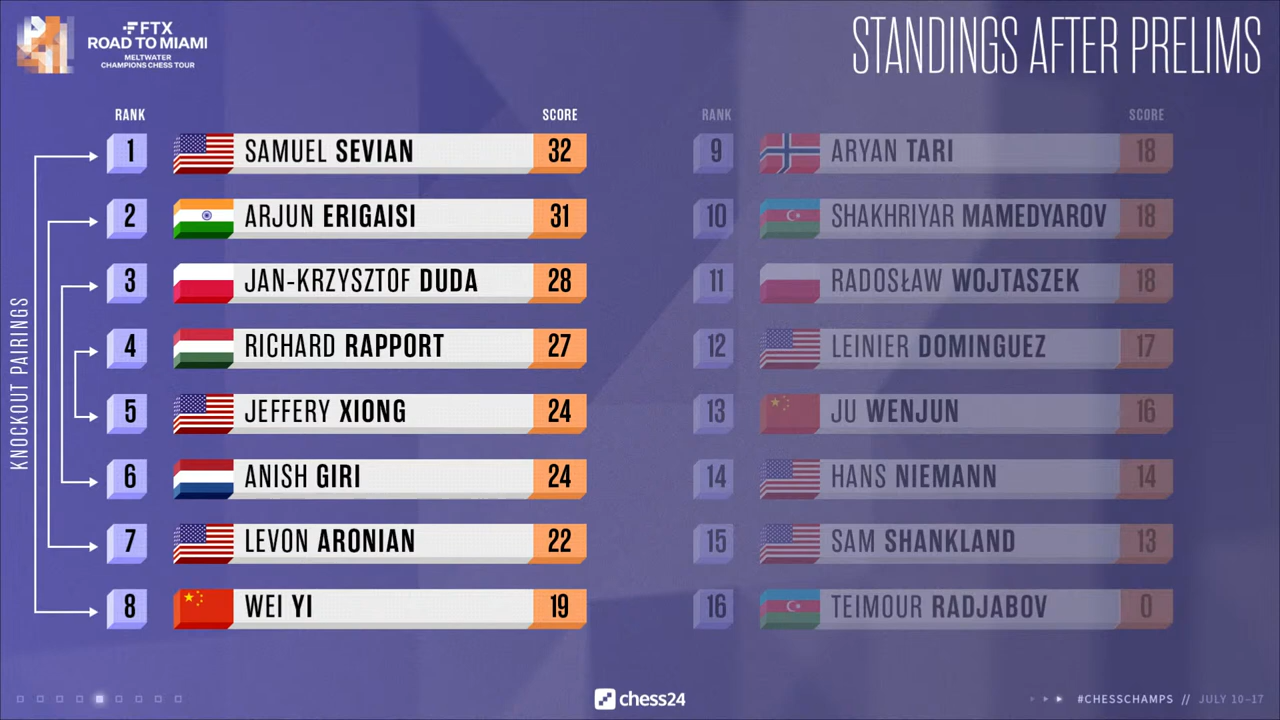 FTX
ROAD TO MIAMI
MELTWATER
CHAMPIONS CHESS TOUR
STANDINGS AFTER PRELIMS
KNOCKOUT PAIRINGS
RANK SCORE
1 SAMUEL SEVIAN 32
2 ARJUN ERIGAISI 31
3 JAN-KRZYSZTOF DUDA 28
4 RICHARD RAPPORT 27
5 JEFFERY XIONG 24
6 ANISH GIRI 24
7 LEVON ARONIAN 22
8 WEI YI 19
RANK SCORE
9 ARYAN TARI 18
10 SHAKHRIYAR MAMEDYAROV 18
11 RADOSŁAW WOJTASZEK 18
12 LEINIER DOMINGUEZ 17
13 JU WENJUN 16
14 HANS NIEMANN 14
15 SAM SHANKLAND 13
16 TEIMOUR RADJABOV 0
chess24
#CHESSCHAMPS // JULY 10–17